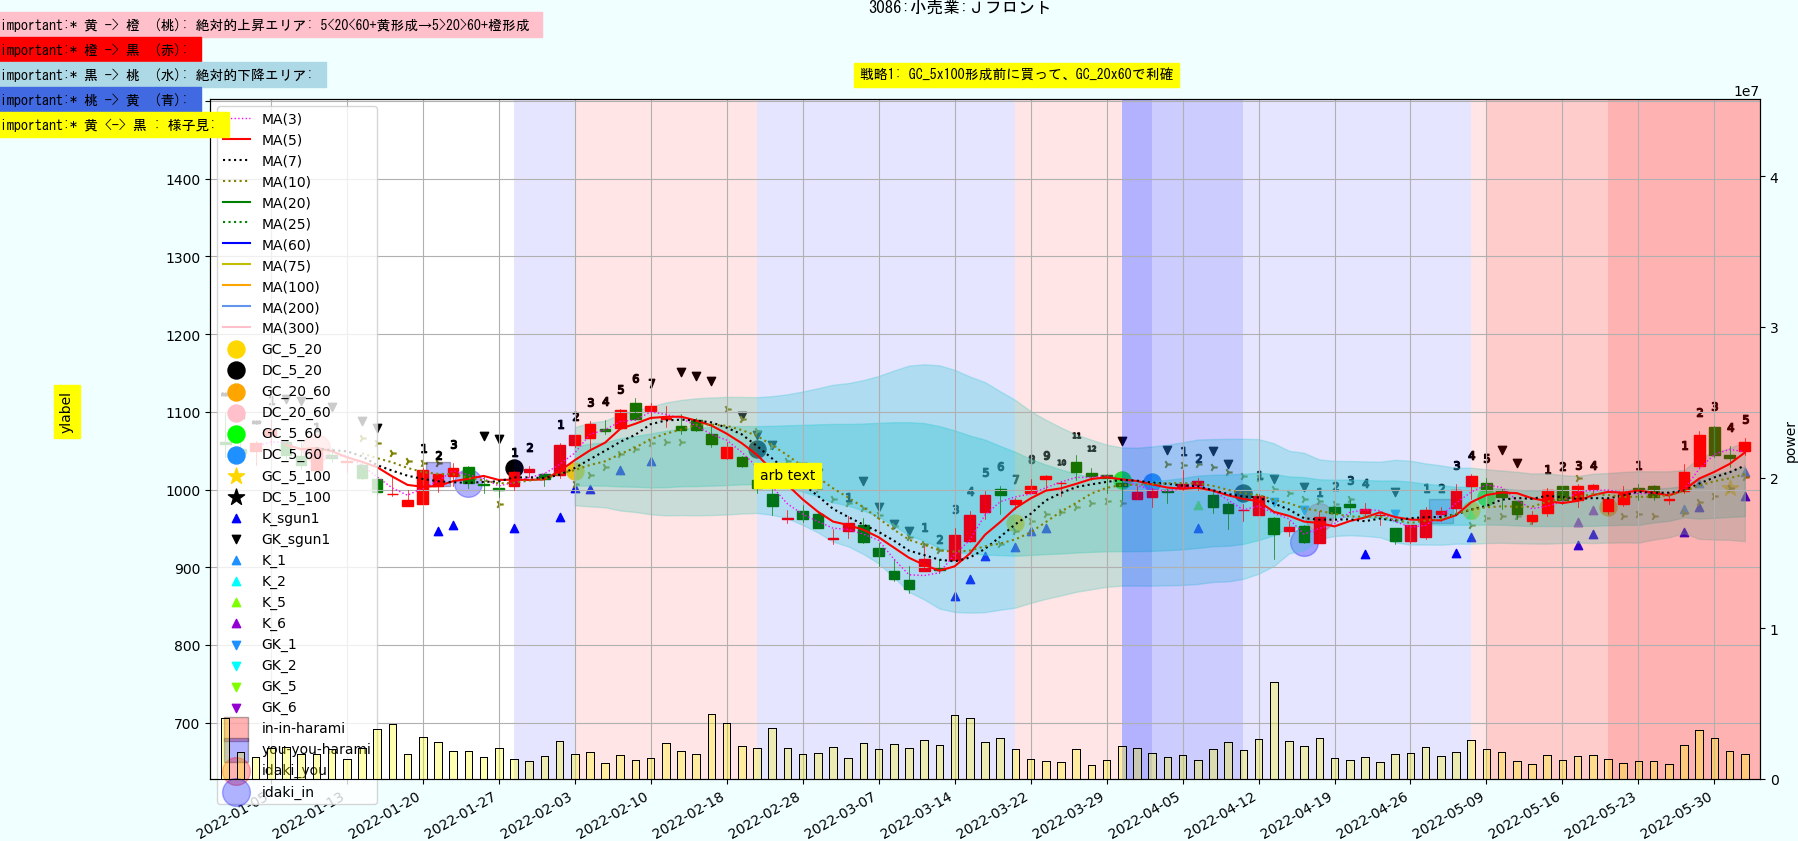 3086:小売業:Jフロント
important:* 黄 -> 橙 (桃): 絶対的上昇エリア: 5<20<60+黄形成→5>20>60+橙形成
important:* 橙 -> 黒 (赤):
important:* 黒 -> 桃 (水): 絶対的下降エリア:
戦略1: GC_5x100形成前に買って、GC_20x60で利確
important:* 桃 -> 黄 (青):
important:* 黄 <-> 黒 : 様子見:
1e7
MA(3)
MA(5)
MA(7)
MA(10)
MA(20)
MA(25)
MA(60)
MA(75)
MA(100)
MA(200)
MA(300)
GC_5_20
DC_5_20
GC_20_60
DC_20_60
GC_5_60
DC_5_60
GC_5_100
DC_5_100
K_sgun1
GK_sgun1
K_1
K_2
K_5
K_6
GK_1
GK_2
GK_5
GK_6
in-in-harami
you-you-harami
idaki_you
idaki_in
1400
1300
1200
1100
1000
900
800
700
ylabel
arb text
4
3
2
1
0
power
2022-01-05
2022-01-13
2022-01-20
2022-01-27
2022-02-03
2022-02-10
2022-02-18
2022-02-28
2022-03-07
2022-03-14
2022-03-22
2022-03-29
2022-04-05
2022-04-12
2022-04-19
2022-04-26
2022-05-09
2022-05-16
2022-05-23
2022-05-30